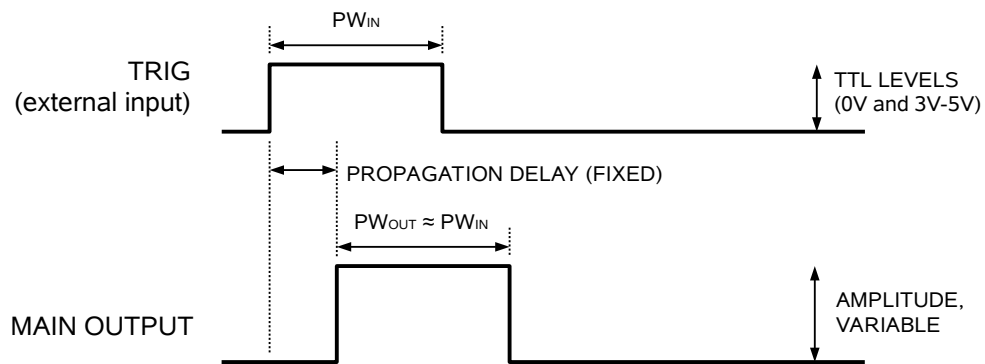 PWIN
TRIG
(external input)
TTL LEVELS
(0V and 3V-5V)
PROPAGATION DELAY (FIXED)
PWOUT ≈ PWIN
MAIN OUTPUT
AMPLITUDE,
VARIABLE